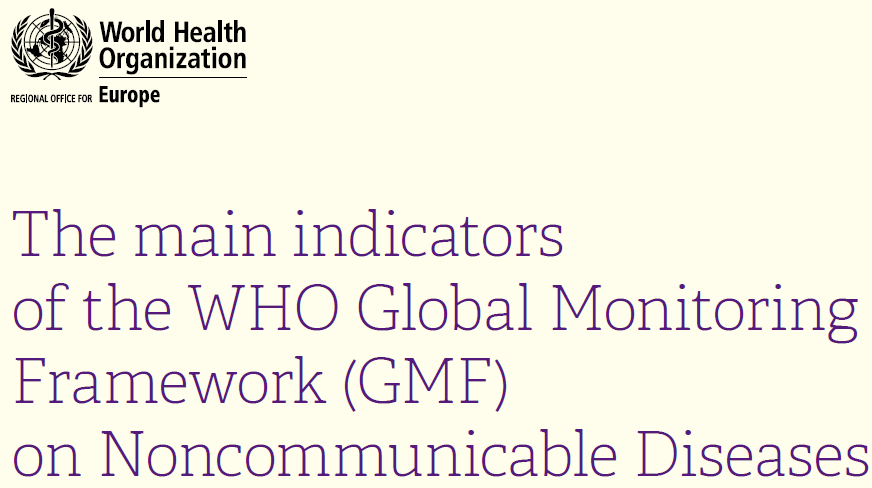 World Health
Organization
REGIONAL OFFICE FOR Europe
The main indicators
of the WHO Global Monitoring
Framework (GMF)
on Noncommunicable Diseases